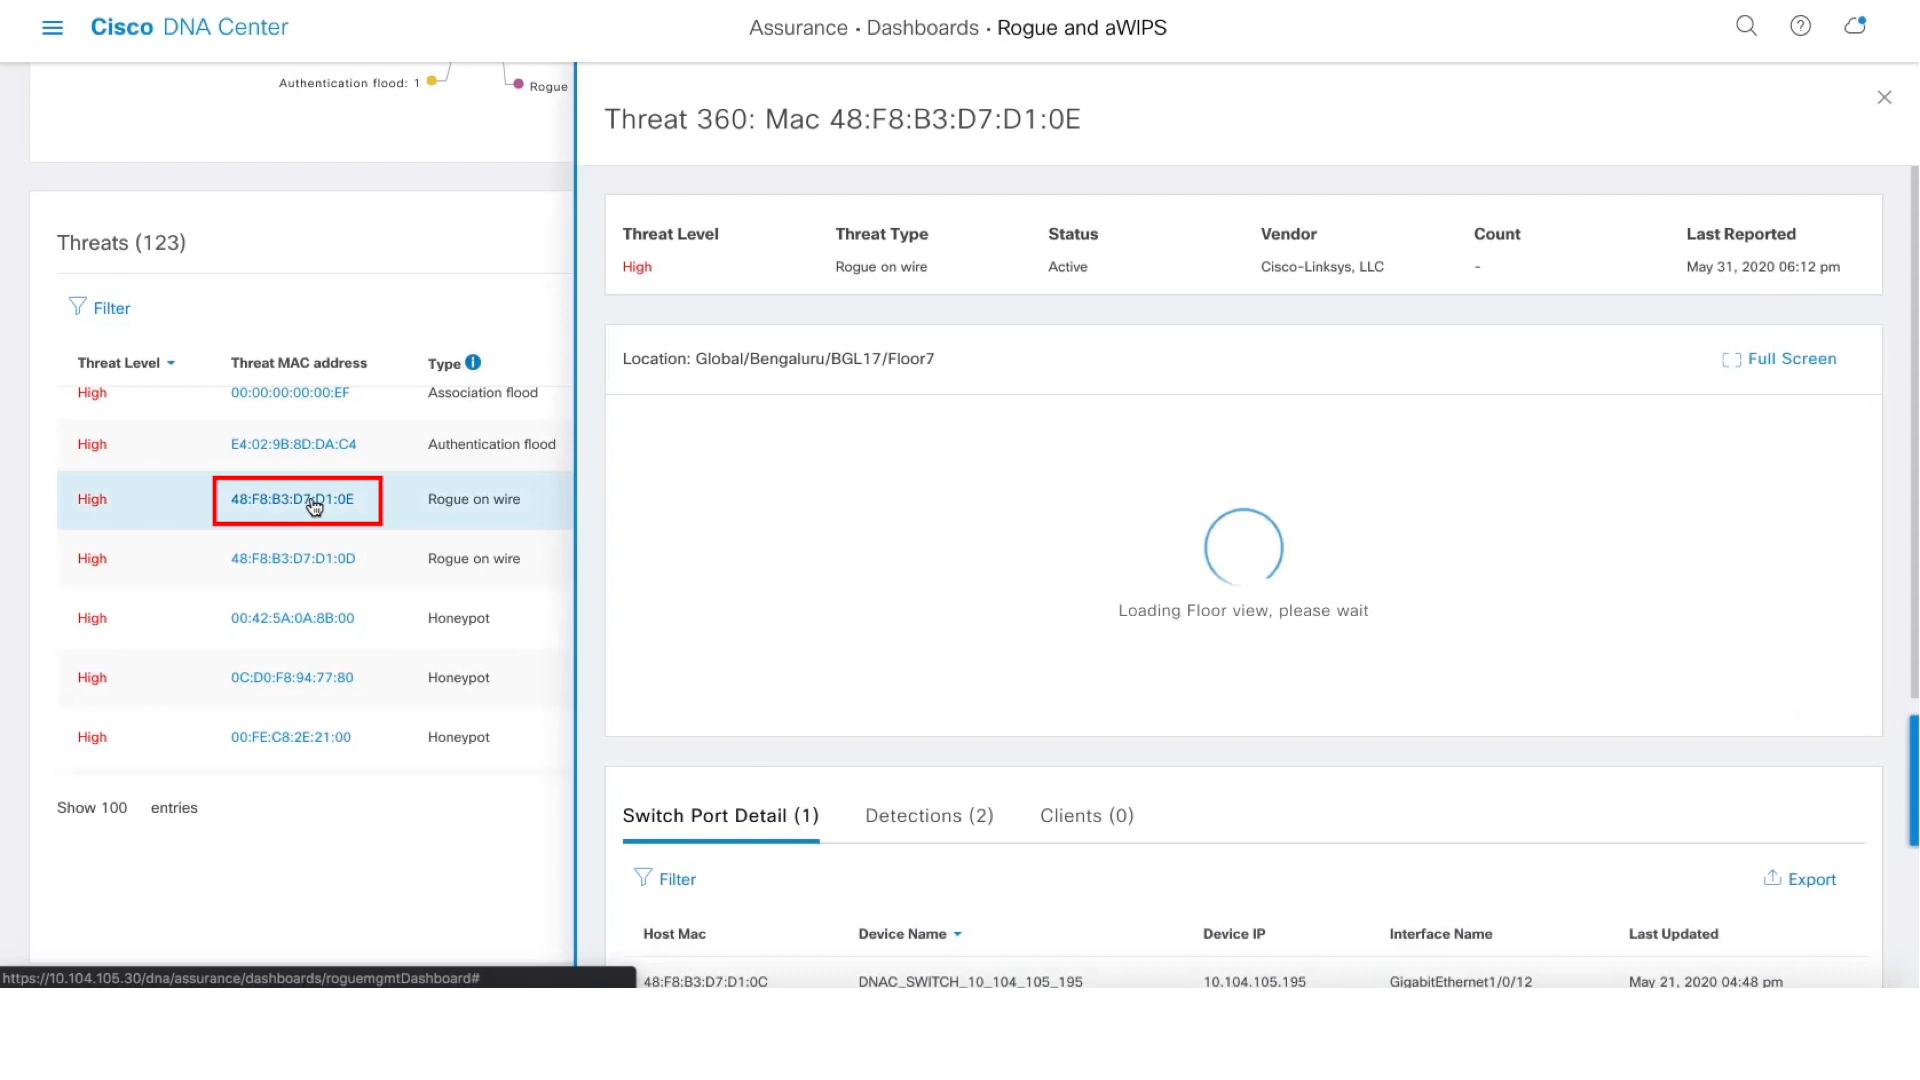 Cisco DNA Center
Assurance · Dashboards · Rogue and aWIPS
Authentication flood: 1
Rogue
Threats (123)
Filter
Threat Level Threat MAC address Type
High 00:00:00:00:00:EF Association flood
High E4:02:9B:8D:DA:C4 Authentication flood
High 48:F8:B3:D7:D1:0E Rogue on wire
High 48:F8:B3:D7:D1:0D Rogue on wire
High 00:42:5A:0A:8B:00 Honeypot
High 0C:D0:F8:94:77:80 Honeypot
High 00:FE:C8:2E:21:00 Honeypot
Show 100 entries
https://10.104.105.30/dna/assurance/dashboards/roguemgmtDashboard#
Threat 360: Mac 48:F8:B3:D7:D1:0E
Threat Level Threat Type Status Vendor Count Last Reported
High Rogue on wire Active Cisco-Linksys, LLC - May 31, 2020 06:12 pm
Location: Global/Bengaluru/BGL17/Floor7
Full Screen
Loading Floor view, please wait
Switch Port Detail (1) Detections (2) Clients (0)
Filter
Export
Host Mac Device Name Device IP Interface Name Last Updated
48:F8:B3:D7:D1:0C DNAC_SWITCH_10_104_105_195 10.104.105.195 GigabitEthernet1/0/12 May 21, 2020 04:48 pm